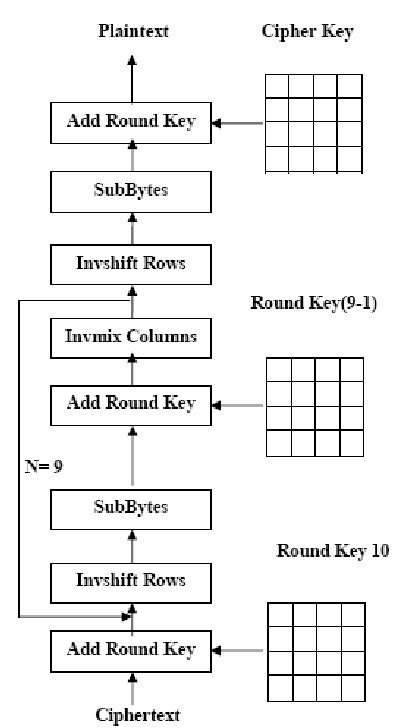 Plaintext
Cipher Key
Add Round Key
SubBytes
Invshift Rows
Round Key(9-1)
Invmix Columns
Add Round Key
N= 9
SubBytes
Round Key 10
Invshift Rows
Add Round Key
Ciphertext